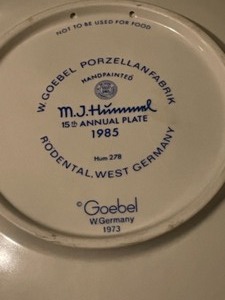 NOT TO BE USED FOR FOOD
W. GOEBEL PORZELLANFABRIK
HANDPAINTED
M.J. Hummel
15th ANNUAL PLATE
1985
Hum 278
RÖDENTAL, WEST GERMANY
© Goebel
W. Germany
1973